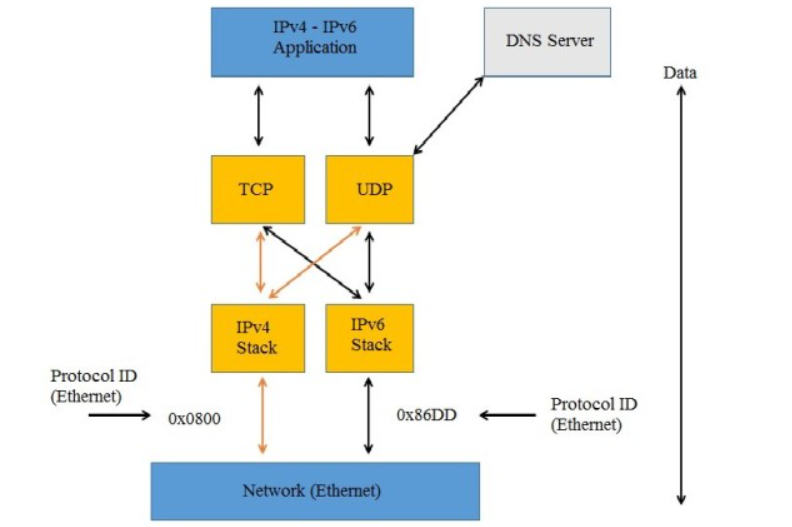 IPv4 - IPv6
Application
DNS Server
Data
TCP
UDP
IPv4
Stack
IPv6
Stack
Protocol ID
(Ethernet)
0x0800
0x86DD
Protocol ID
(Ethernet)
Network (Ethernet)